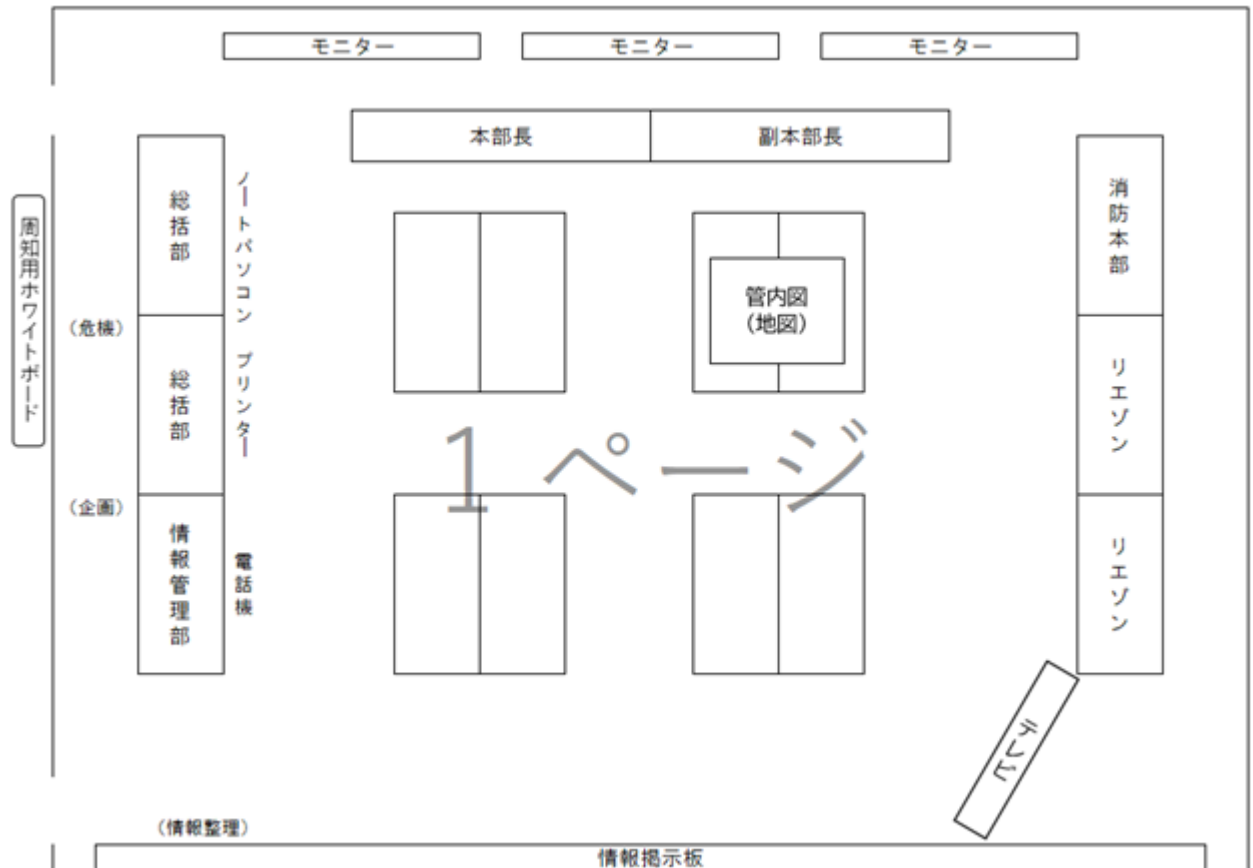 モニター
モニター
モニター
本部長
副本部長
周知用ホワイトボード
総括部
ノートパソコン プリンター
(危機)
総括部
(企画)
情報管理部
電話機
管内図
(地図)
消防本部
リエゾン
リエゾン
1 ページ
テレビ
(情報整理)
情報掲示板